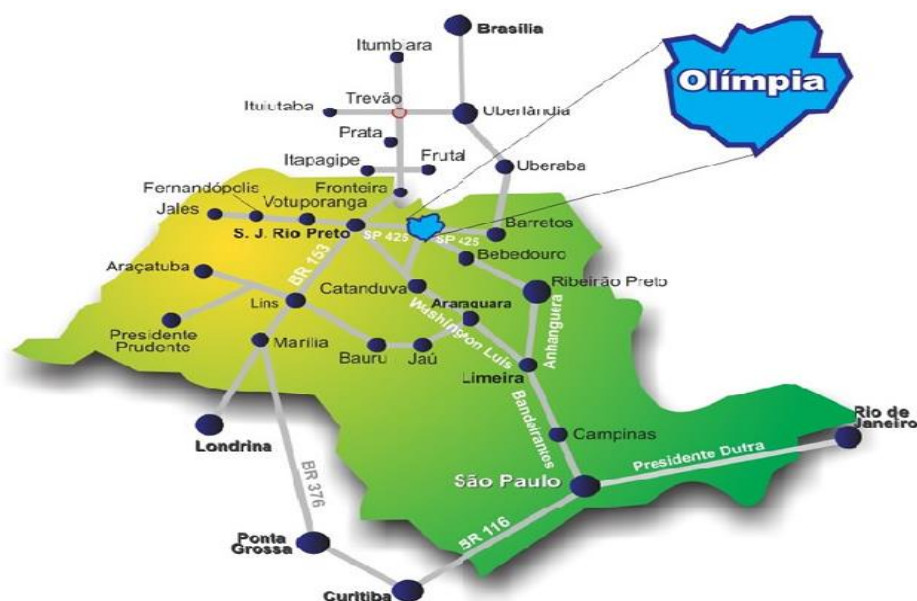 Brasília
Itumbiara
Olímpia
Ituiutaba
Trevão
Uberlândia
Prata
Itapagipe
Frutal
Uberaba
Fernandópolis
Fronteira
Votuporanga
Jales
S. J. Rio Preto
SP 425
SP 425
Barretos
BR 153
Bebedouro
Araçatuba
Catanduva
Ribeirão Preto
Lins
Araraquara
Washington Luís
Anhanguera
Presidente
Prudente
Marília
Bauru
Jaú
Limeira
Bandeirantes
Rio de
Janeiro
Londrina
Campinas
Presidente Dutra
BR 376
São Paulo
BR 116
Ponta
Grossa
Curitiba